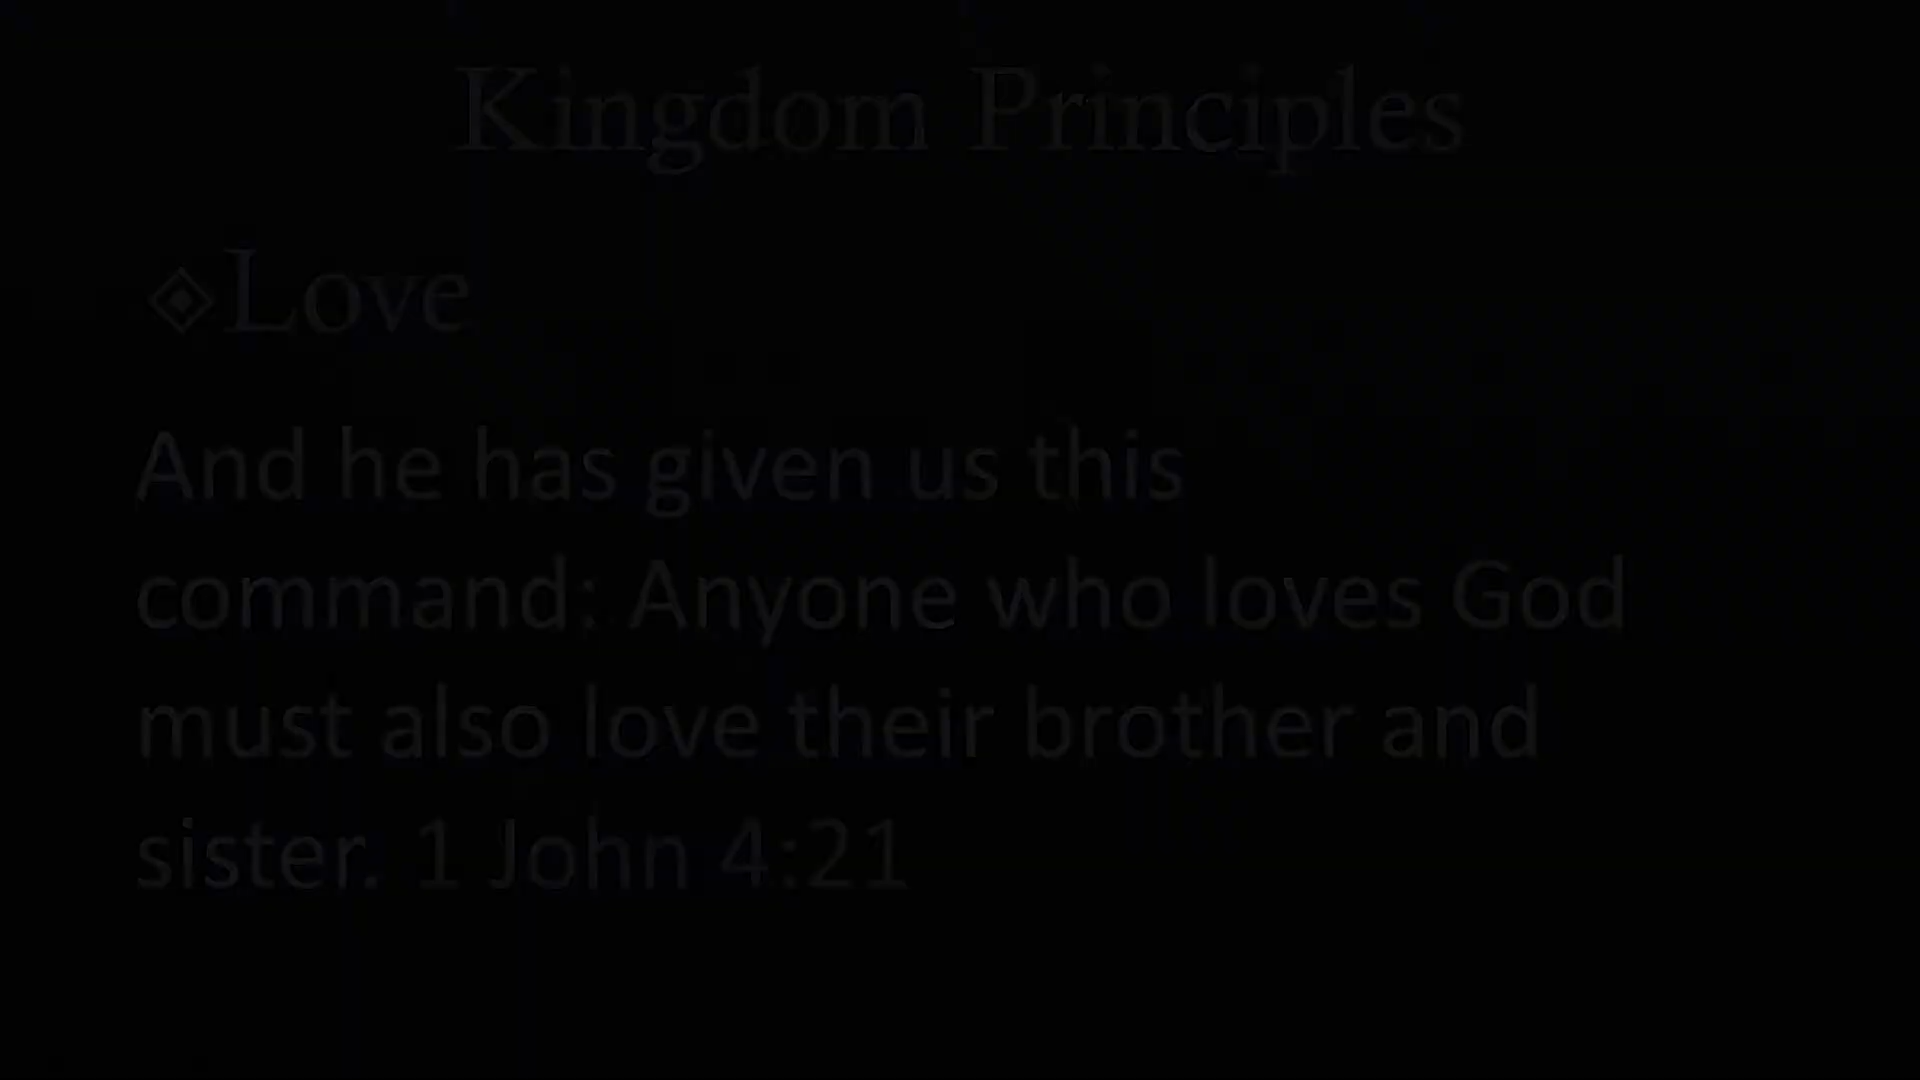 Kingdom Principles
Love
And he has given us this
command: Anyone who loves God
must also love their brother and
sister. 1 John 4:21